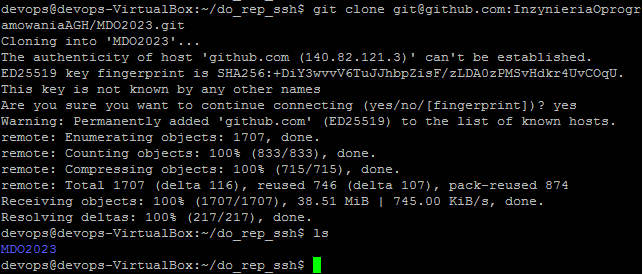 devops@devops-VirtualBox:~/do_rep_ssh$ git clone git@github.com:InzynieriaOprogr
amowaniaAGH/MDO2023.git
Cloning into 'MDO2023'...
The authenticity of host 'github.com (140.82.121.3)' can't be established.
ED25519 key fingerprint is SHA256:+DiY3wvvV6TuJJhbpZisF/zLDA0zPMSvHdkr4UvCOqU.
This key is not known by any other names
Are you sure you want to continue connecting (yes/no/[fingerprint])? yes
Warning: Permanently added 'github.com' (ED25519) to the list of known hosts.
remote: Enumerating objects: 1707, done.
remote: Counting objects: 100% (833/833), done.
remote: Compressing objects: 100% (715/715), done.
remote: Total 1707 (delta 116), reused 746 (delta 107), pack-reused 874
Receiving objects: 100% (1707/1707), 38.51 MiB | 745.00 KiB/s, done.
Resolving deltas: 100% (217/217), done.
devops@devops-VirtualBox:~/do_rep_ssh$ ls
MDO2023
devops@devops-VirtualBox:~/do_rep_ssh$